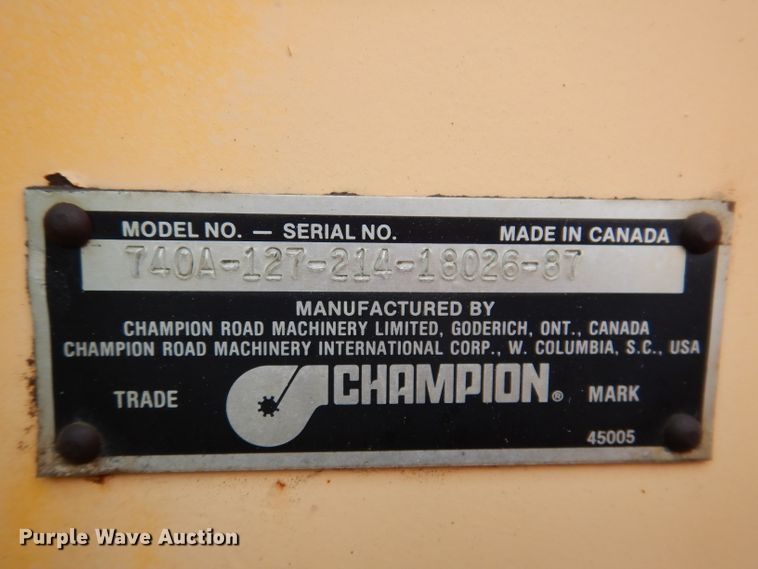 MODEL NO. — SERIAL NO. MADE IN CANADA
740A-127-214-18026-87
MANUFACTURED BY
CHAMPION ROAD MACHINERY LIMITED, GODERICH, ONT., CANADA
CHAMPION ROAD MACHINERY INTERNATIONAL CORP., W. COLUMBIA, S.C., USA
TRADE CHAMPION® MARK
45005
Purple Wave Auction